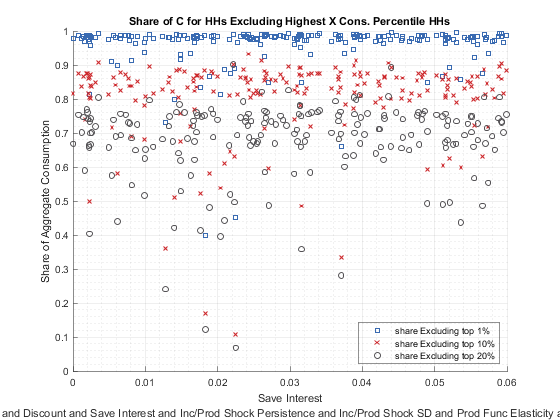 Share of C for HHs Excluding Highest X Cons. Percentile HHs
1
0.9
0.8
0.7
0.6
0.5
0.4
0.3
0.2
0.1
0
Share of Aggregate Consumption
0
0.01
0.02
0.03
0.04
0.05
0.06
Save Interest
share Excluding top 1%
share Excluding top 10%
share Excluding top 20%
and Discount and Save Interest and Inc/Prod Shock Persistence and Inc/Prod Shock SD and Prod Func Elasticity